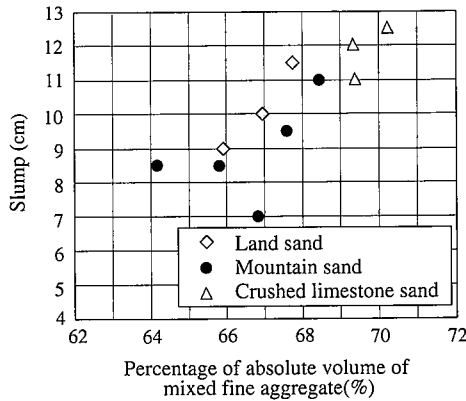 13
12
11
10
9
8
7
6
5
4
Slump (cm)
Land sand
Mountain sand
Crushed limestone sand
62 64 66 68 70 72
Percentage of absolute volume of
mixed fine aggregate(%)